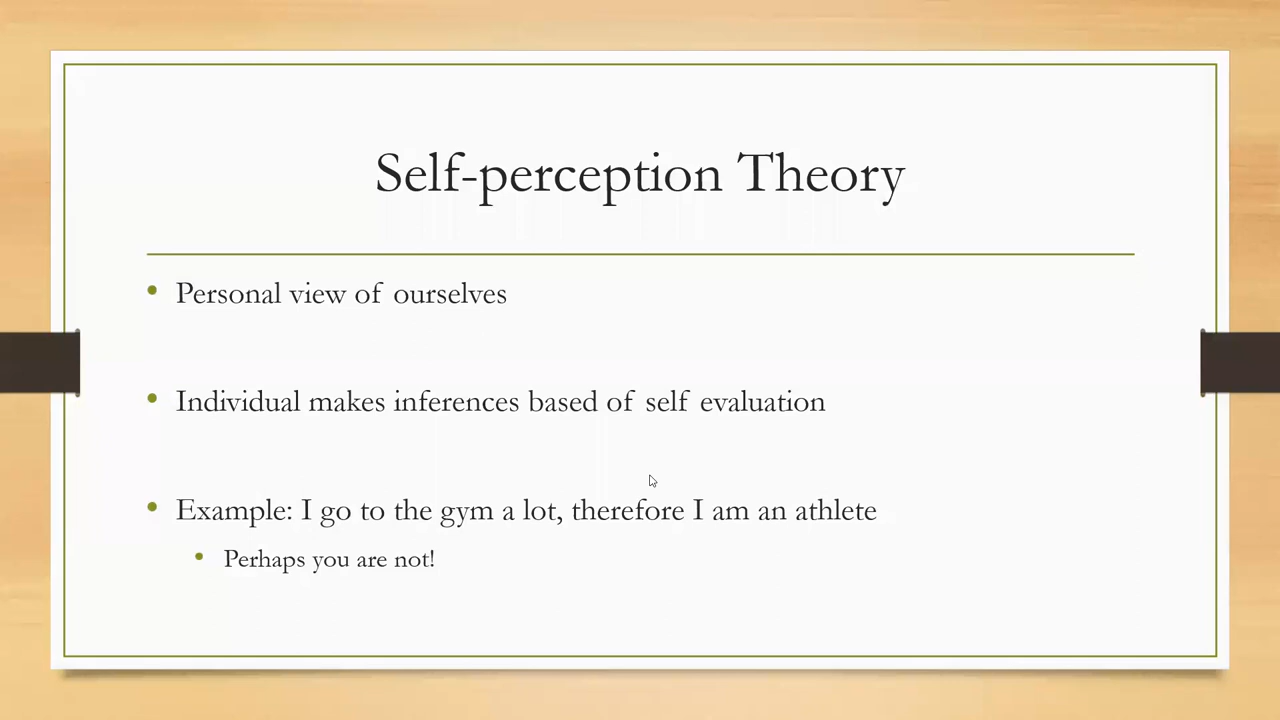 Self-perception Theory
• Personal view of ourselves
• Individual makes inferences based of self evaluation
• Example: I go to the gym a lot, therefore I am an athlete
• Perhaps you are not!